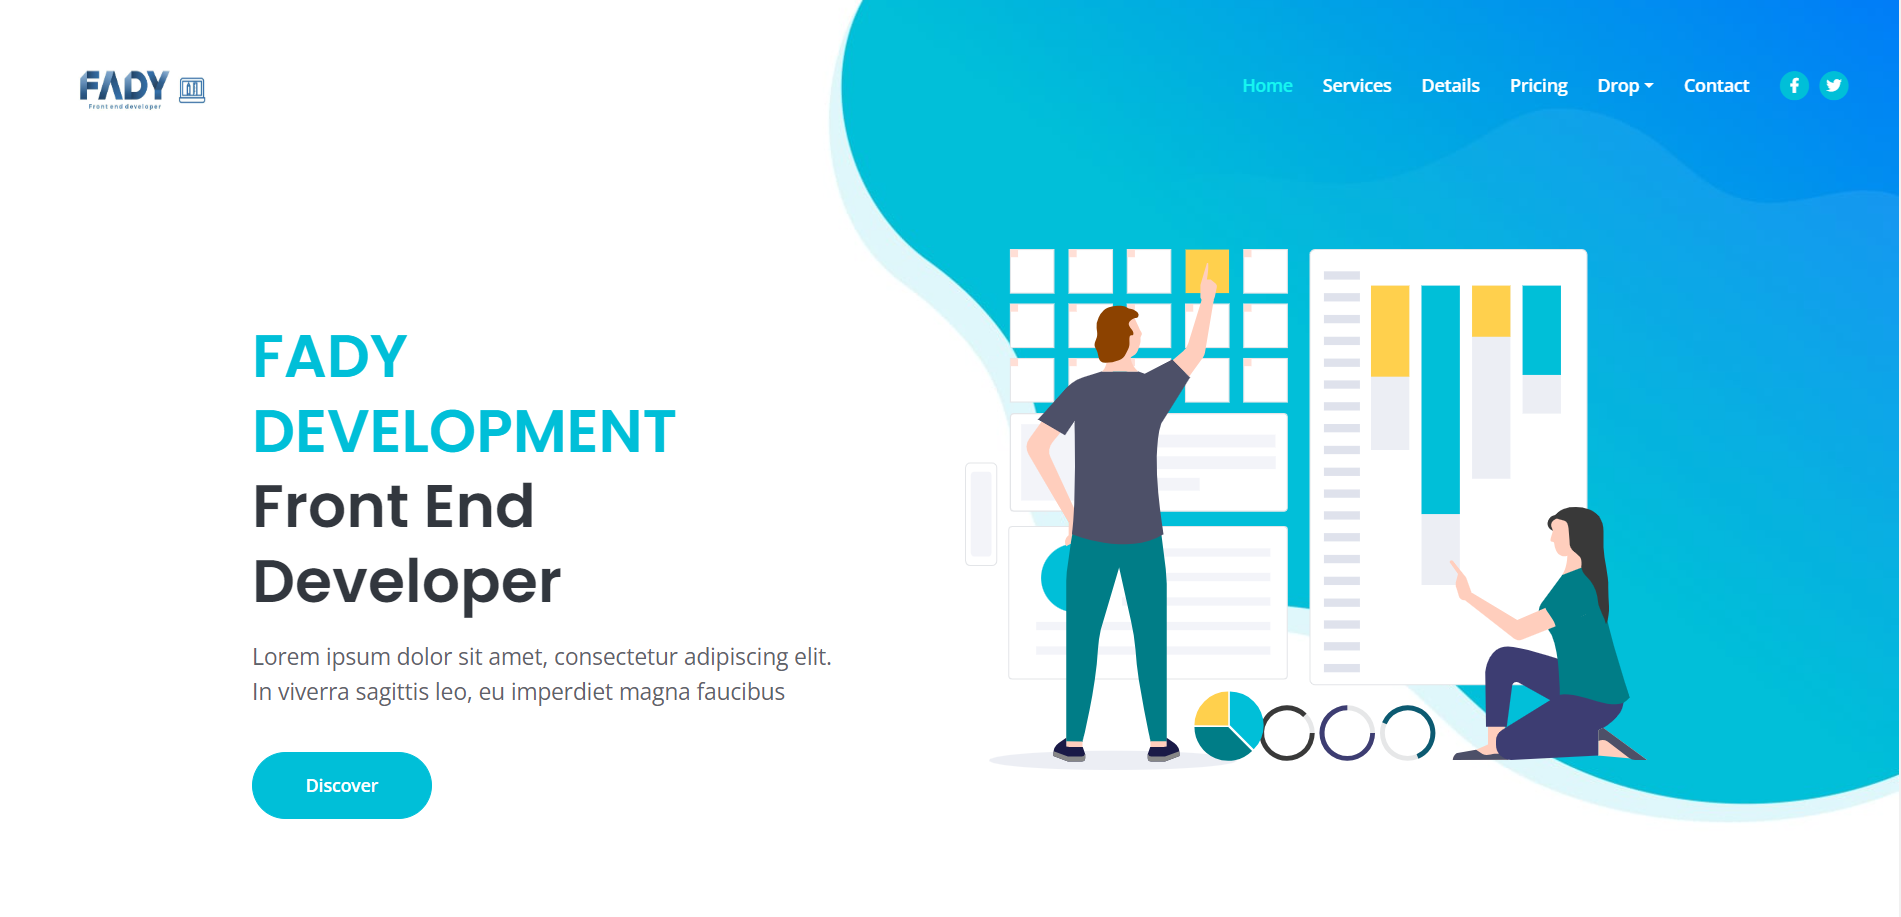 FADY
Front end developer
Home Services Details Pricing Drop Contact
FADY
DEVELOPMENT
Front End
Developer
Lorem ipsum dolor sit amet, consectetur adipiscing elit.
In viverra sagittis leo, eu imperdiet magna faucibus
Discover